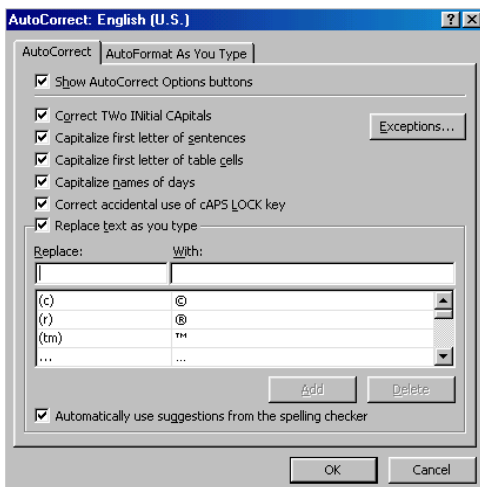 AutoCorrect: English (U.S.)
AutoCorrect AutoFormat As You Type
Show AutoCorrect Options buttons
Correct TWo INitial CApitals
Exceptions...
Capitalize first letter of sentences
Capitalize first letter of table cells
Capitalize names of days
Correct accidental use of cAPS LOCK key
Replace text as you type
Replace: With:
(c) ©
(r) ®
(tm) ™
... ...
Add Delete
Automatically use suggestions from the spelling checker
OK Cancel